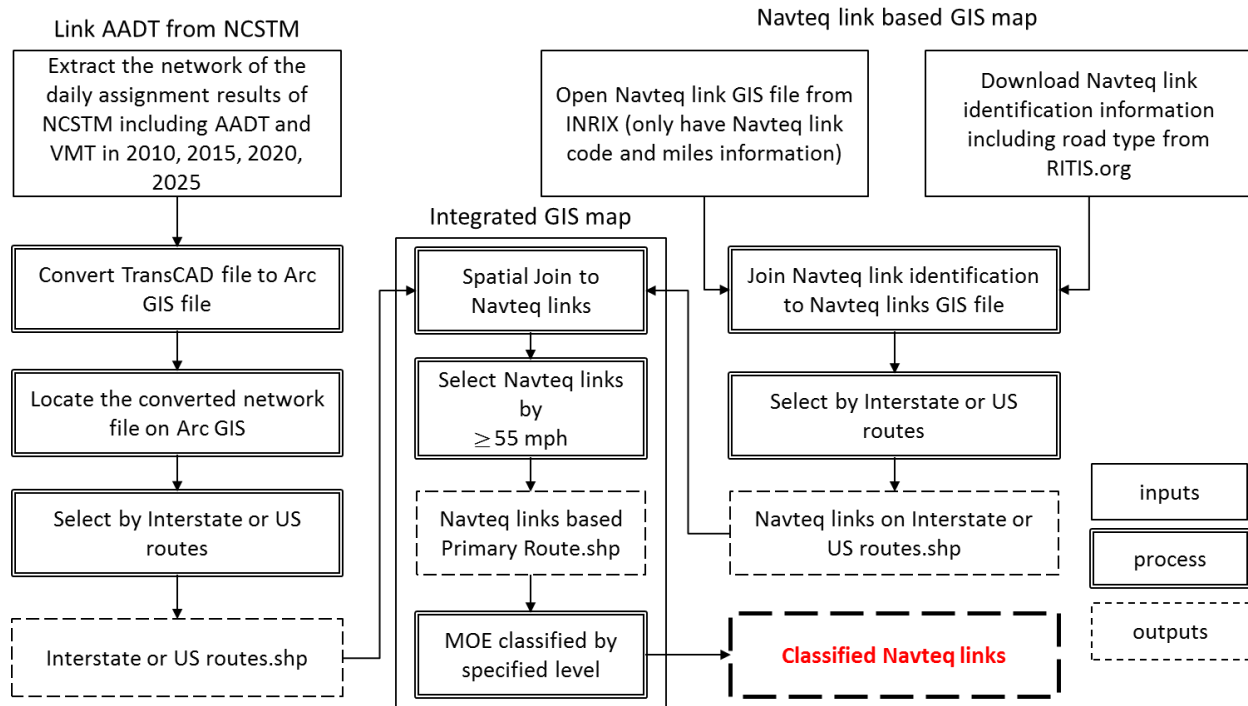 Link AADT from NCSTM
Extract the network of the
daily assignment results of
NCSTM including AADT and
VMT in 2010, 2015, 2020,
2025
Convert TransCAD file to Arc
GIS file
Locate the converted network
file on Arc GIS
Select by Interstate or US
routes
Interstate or US routes.shp
Integrated GIS map
Spatial Join to
Navteq links
Select Navteq links
by
≥ 55 mph
Navteq links based
Primary Route.shp
MOE classified by
specified level
Navteq link based GIS map
Open Navteq link GIS file from
INRIX (only have Navteq link
code and miles information)
Download Navteq link
identification information
including road type from
RITIS.org
Join Navteq link identification
to Navteq links GIS file
Select by Interstate or US
routes
Navteq links on Interstate or
US routes.shp
Classified Navteq links
inputs
process
outputs